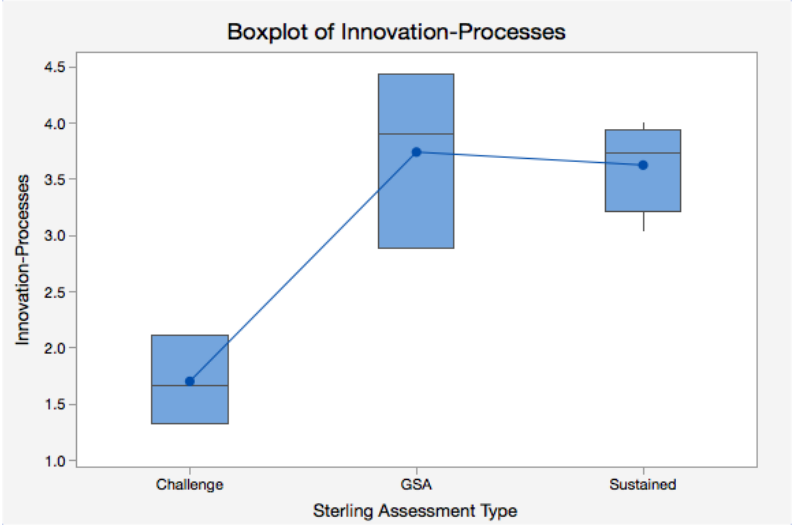 Boxplot of Innovation-Processes
4.5
4.0
3.5
3.0
2.5
2.0
1.5
1.0
Innovation-Processes
Challenge
GSA
Sustained
Sterling Assessment Type